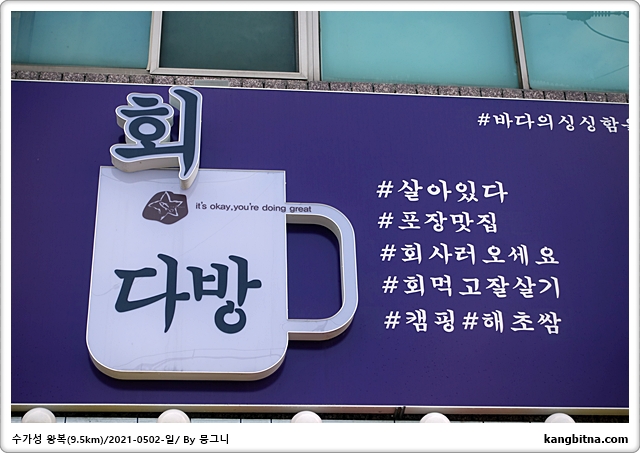 #바다의싱싱함을
회
it's okay,you're doing great
다방
#살아있다
#포장맛집
#회사러오세요
#회먹고잘살기
#캠핑#해초쌈
수가성 왕복(9.5km)/2021-0502-일/ By 뭉그니
kangbitna.com